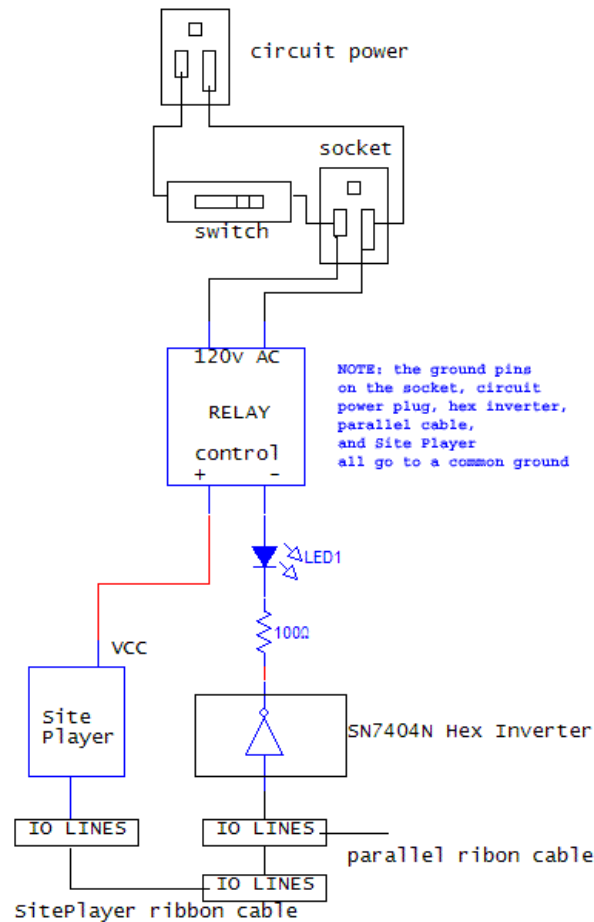 circuit power
socket
switch
120v AC
RELAY
control
+ -
NOTE: the ground pins
on the socket, circuit
power plug, hex inverter,
parallel cable,
and Site Player
all go to a common ground
LED1
100Ω
VCC
Site
Player
SN7404N Hex Inverter
IO LINES
IO LINES
parallel ribon cable
IO LINES
SitePlayer ribbon cable